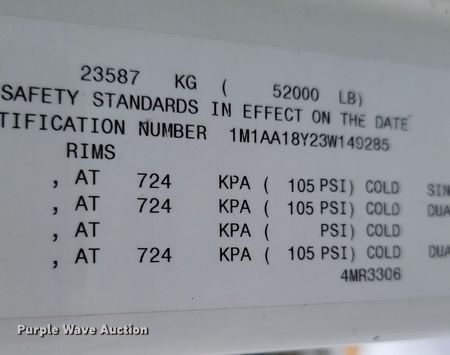 23587 KG ( 52000 LB)
SAFETY STANDARDS IN EFFECT ON THE DATE
TIFICATION NUMBER 1M1AA18Y23W149285
RIMS
, AT 724 KPA ( 105 PSI) COLD SIN
, AT 724 KPA ( 105 PSI) COLD DUA
, AT KPA ( PSI) COLD
, AT 724 KPA ( 105 PSI) COLD DUA
4MR3306
Purple Wave Auction